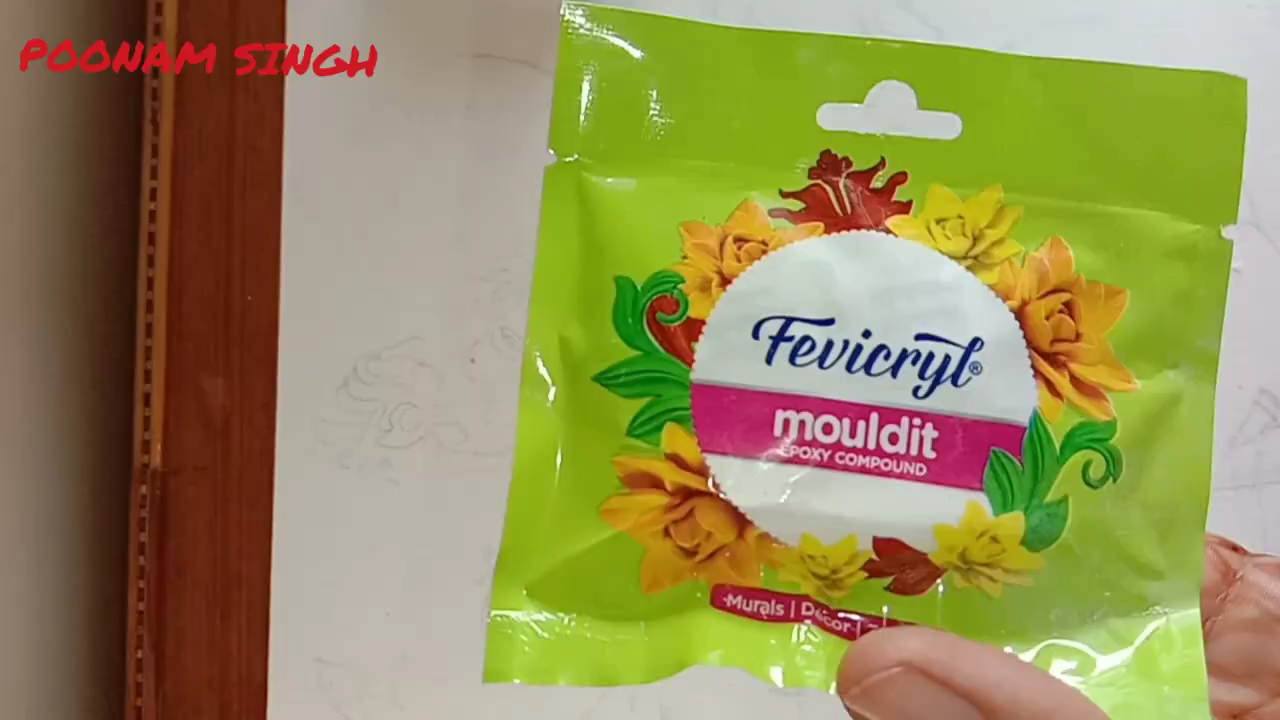 POONAM SINGH
Fevicryl®
mouldit
EPOXY COMPOUND
Murals | Décor |